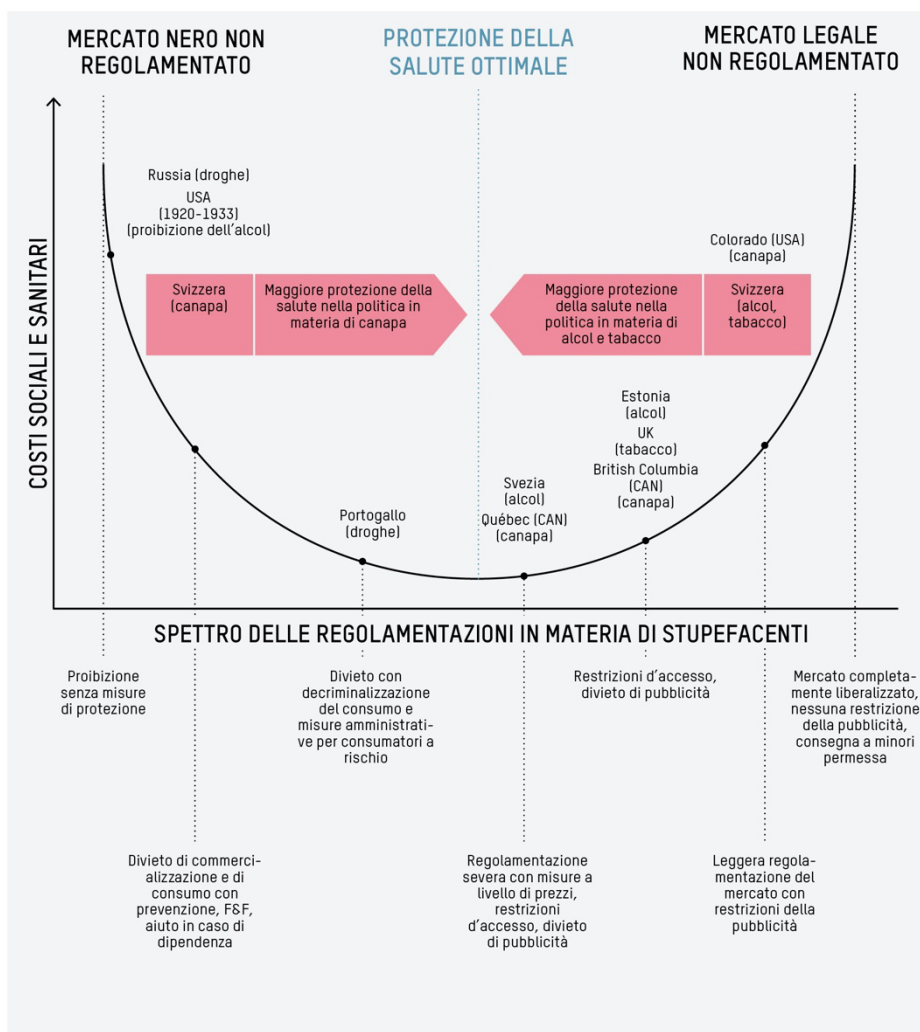 MERCATO NERO NON
REGOLAMENTATO
PROTEZIONE DELLA
SALUTE OTTIMALE
MERCATO LEGALE
NON REGOLAMENTATO
COSTI SOCIALI E SANITARI
Russia (droghe)
USA
(1920-1933)
(proibizione dell'alcol)
Svizzera
(canapa)
Maggiore protezione della
salute nella politica in
materia di canapa
Maggiore protezione
della salute nella
politica in materia di
alcol e tabacco
Colorado (USA)
(canapa)
Svizzera
(alcol,
tabacco)
Portogallo
(droghe)
Svezia
(alcol)
Québec (CAN)
(canapa)
Estonia
(alcol)
UK
(tabacco)
British Columbia
(CAN)
(canapa)
SPETTRO DELLE REGOLAMENTAZIONI IN MATERIA DI STUPEFACENTI
Proibizione
senza misure
di protezione
Divieto con
decriminalizzazione
del consumo e
misure amministrati-
ve per consumatori a
rischio
Restrizioni d'accesso,
divieto di pubblicità
Mercato completa-
mente liberalizzato,
nessuna restrizione
della pubblicità,
consegna a minori
permessa
Divieto di commerci-
alizzazione e di
consumo con
prevenzione, F&F,
aiuto in caso di
dipendenza
Regolamentazione
severa con misure a
livello di prezzi,
restrizioni
d'accesso, divieto
di pubblicità
Leggera regola-
mentazione del
mercato con
restrizioni della
pubblicità